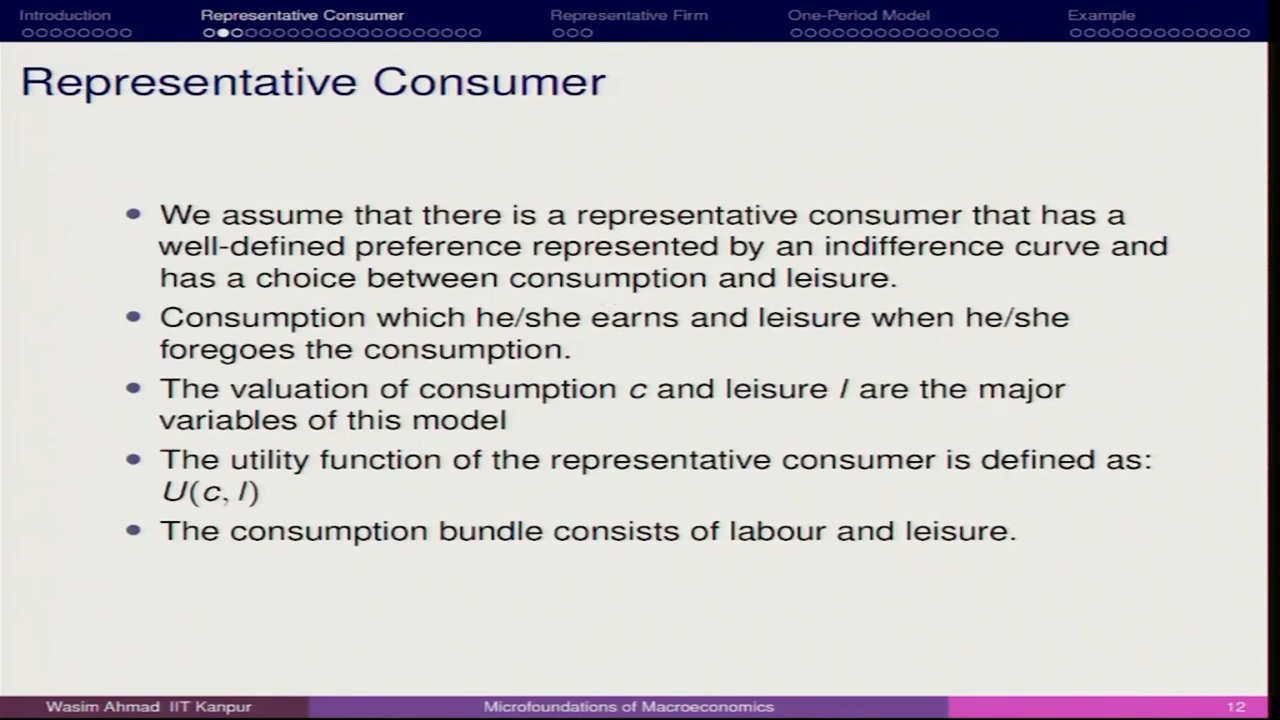 Introduction Representative Consumer Representative Firm One-Period Model Example
Representative Consumer
We assume that there is a representative consumer that has a
well-defined preference represented by an indifference curve and
has a choice between consumption and leisure.
Consumption which he/she earns and leisure when he/she
foregoes the consumption.
The valuation of consumption c and leisure l are the major
variables of this model
The utility function of the representative consumer is defined as:
U(c, l)
The consumption bundle consists of labour and leisure.
Wasim Ahmad IIT Kanpur Microfoundations of Macroeconomics 12